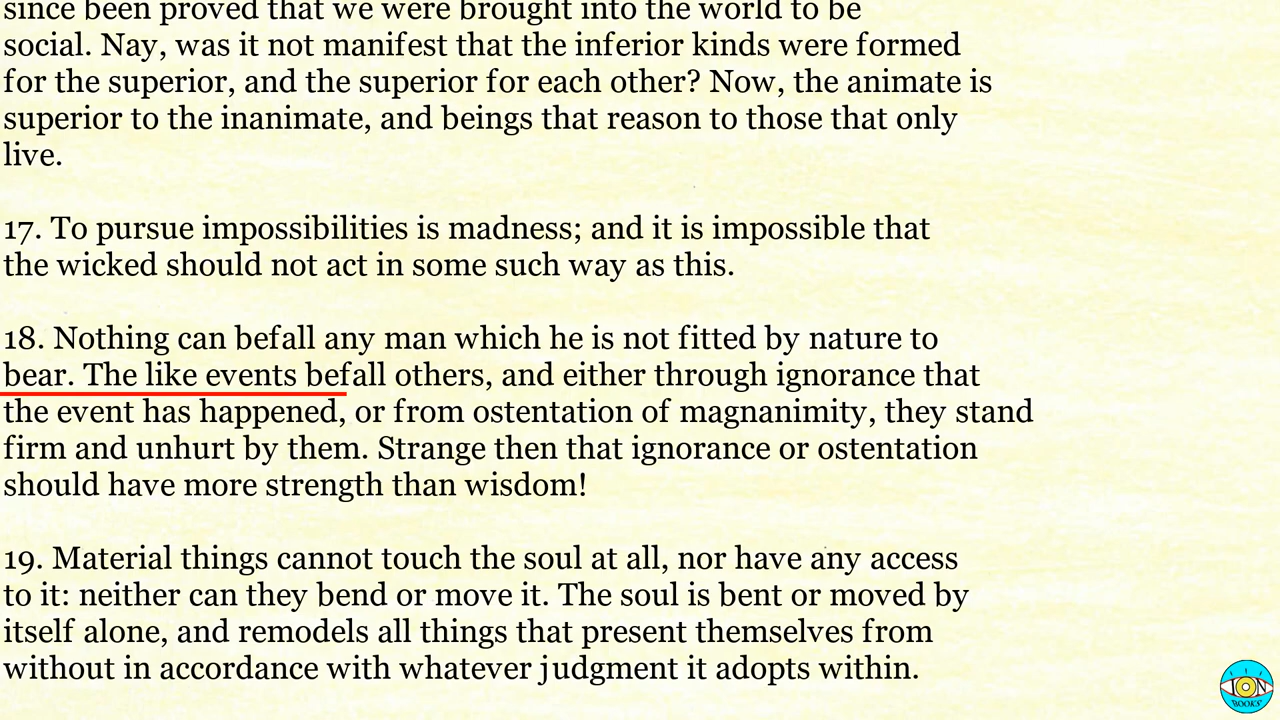 since been proved that we were brought into the world to be
social. Nay, was it not manifest that the inferior kinds were formed
for the superior, and the superior for each other? Now, the animate is
superior to the inanimate, and beings that reason to those that only
live.
17. To pursue impossibilities is madness; and it is impossible that
the wicked should not act in some such way as this.
18. Nothing can befall any man which he is not fitted by nature to
bear. The like events befall others, and either through ignorance that
the event has happened, or from ostentation of magnanimity, they stand
firm and unhurt by them. Strange then that ignorance or ostentation
should have more strength than wisdom!
19. Material things cannot touch the soul at all, nor have any access
to it: neither can they bend or move it. The soul is bent or moved by
itself alone, and remodels all things that present themselves from
without in accordance with whatever judgment it adopts within.
ION
BOOKS